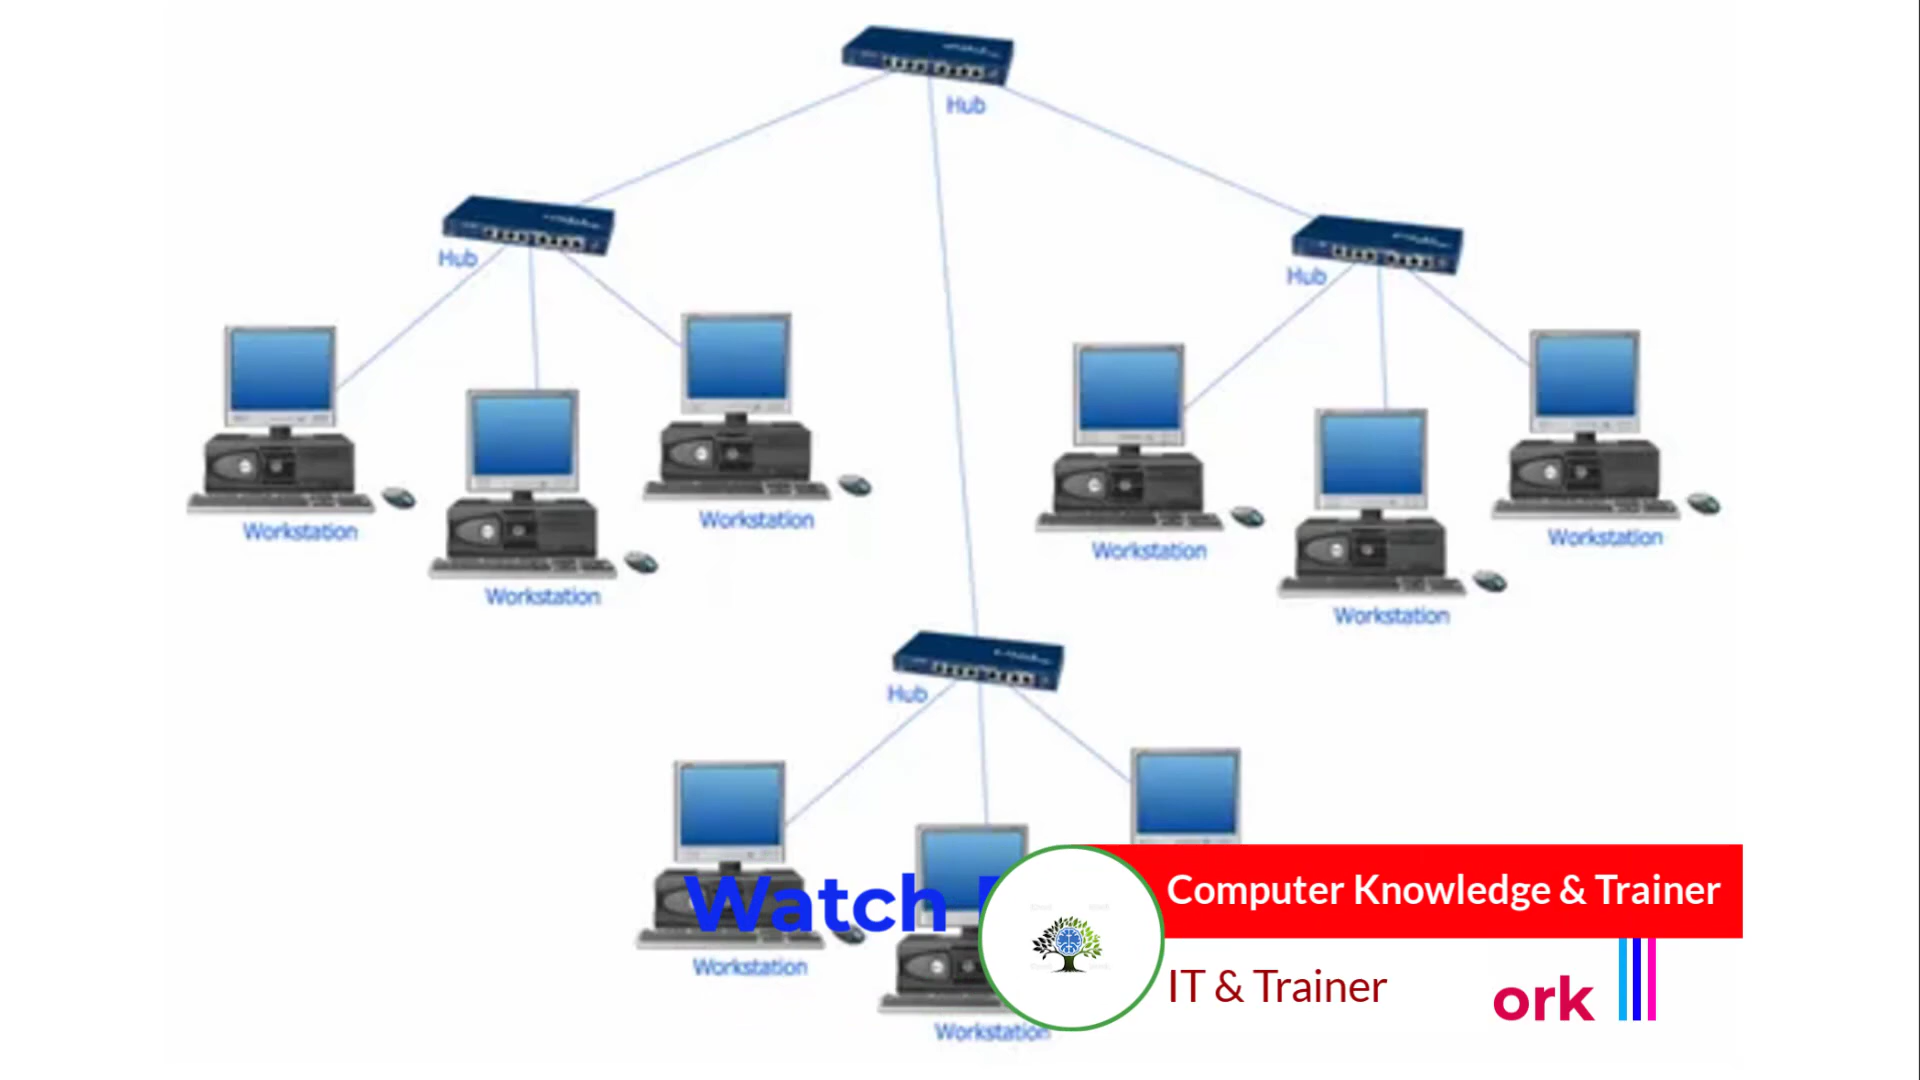 Hub
Hub
Hub
Workstation
Workstation
Workstation
Workstation
Workstation
Workstation
Hub
Watch
Computer Knowledge & Trainer
Workstation
IT & Trainer
ork
Workstation